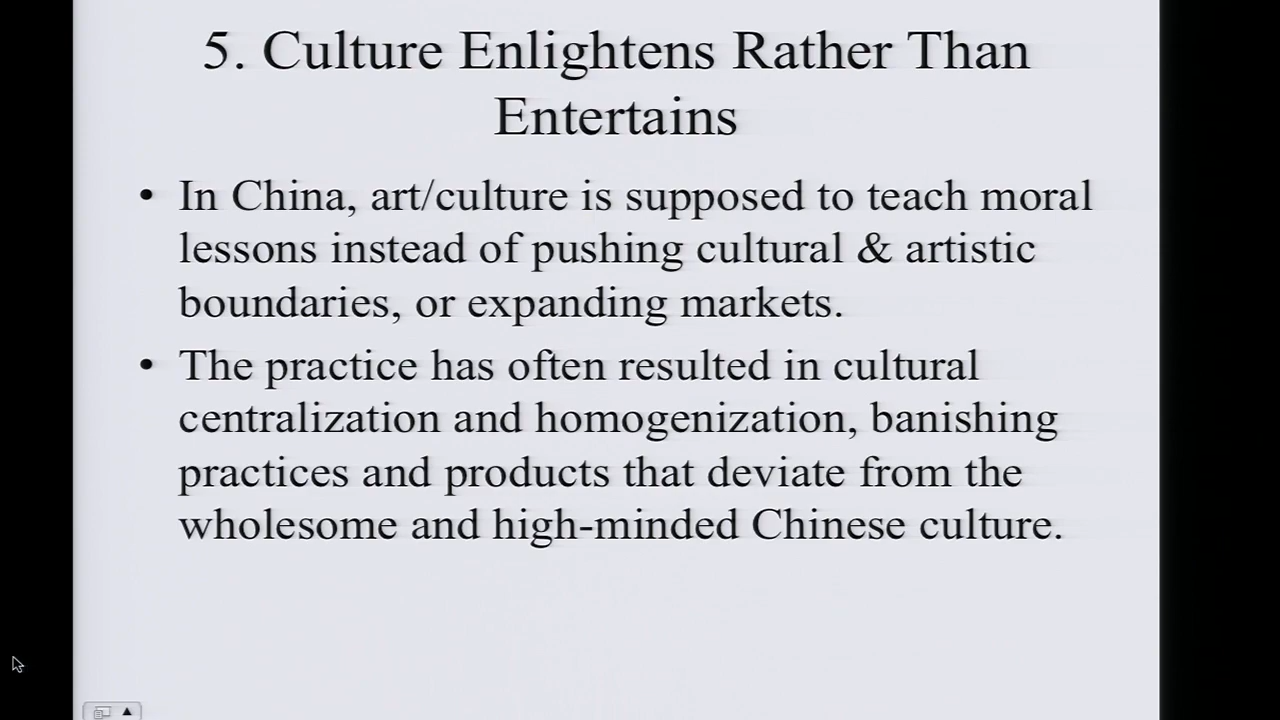 5. Culture Enlightens Rather Than
Entertains
• In China, art/culture is supposed to teach moral
lessons instead of pushing cultural & artistic
boundaries, or expanding markets.
• The practice has often resulted in cultural
centralization and homogenization, banishing
practices and products that deviate from the
wholesome and high-minded Chinese culture.